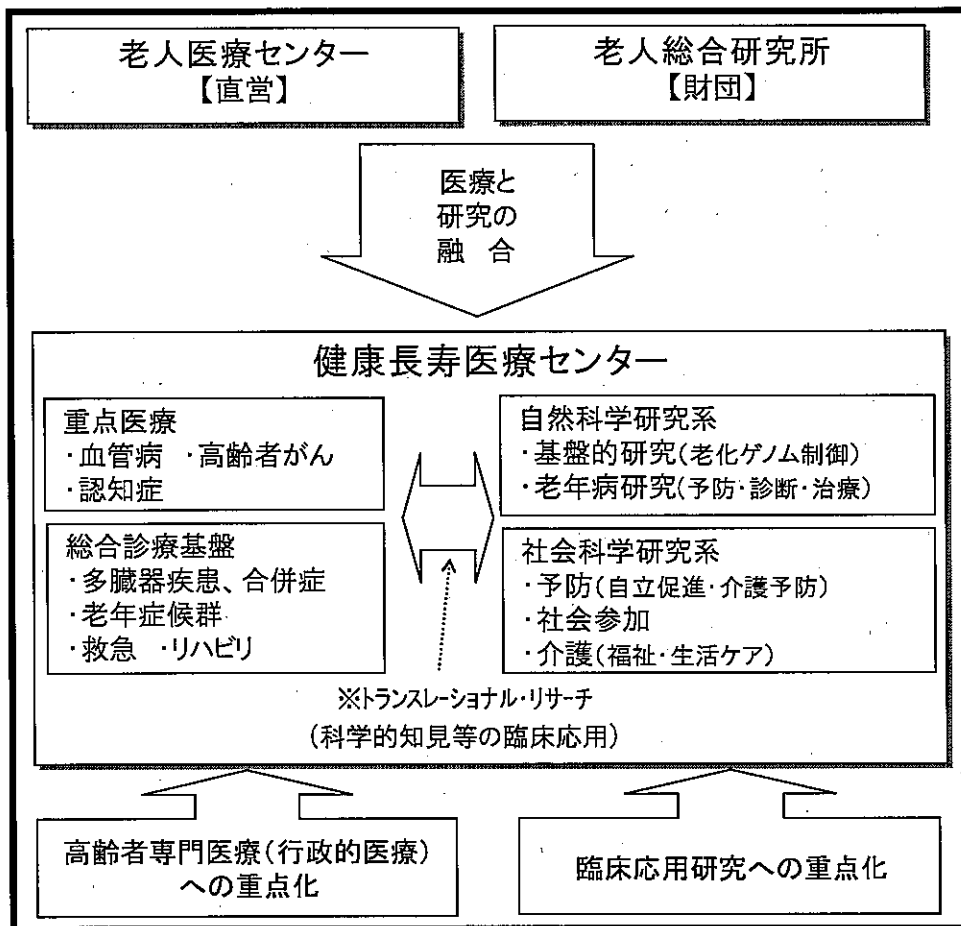 老人医療センター
【直営】
老人総合研究所
【財団】
医療と
研究の
融 合
健康長寿医療センター
重点医療
・血管病 ・高齢者がん
・認知症
総合診療基盤
・多臓器疾患、合併症
・老年症候群
・救急 ・リハビリ
自然科学研究系
・基盤的研究(老化ゲノム制御)
・老年病研究(予防・診断・治療)
社会科学研究系
・予防(自立促進・介護予防)
・社会参加
・介護(福祉・生活ケア)
※トランスレーショナル・リサーチ
(科学的知見等の臨床応用)
高齢者専門医療(行政的医療)
への重点化
臨床応用研究への重点化